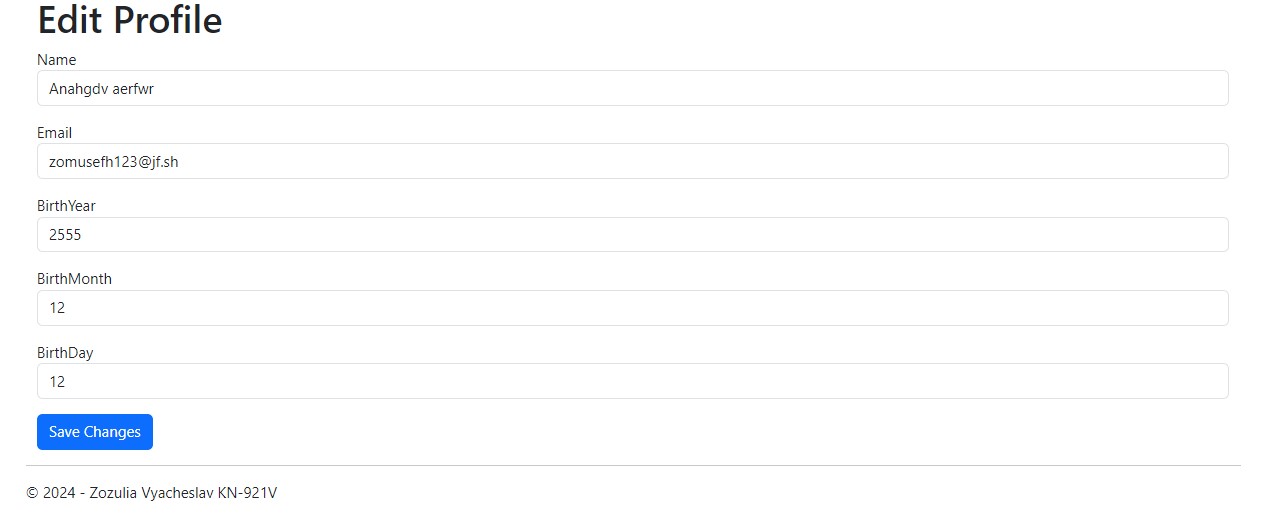 Edit Profile
Name
Anahgdv aerfwr
Email
zomusefh123@jf.sh
BirthYear
2555
BirthMonth
12
BirthDay
12
Save Changes
© 2024 - Zozulia Vyacheslav KN-921V